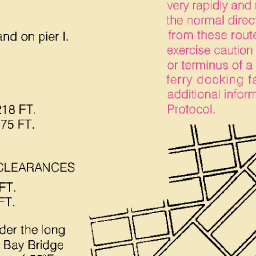 very rapidly and
the normal direc
from these route
exercise caution
or terminus of a
ferry docking fa
additional inform
Protocol.
and on pier I.
218 FT.
75 FT.
CLEARANCES
FT.
FT.
der the long
Bay Bridge